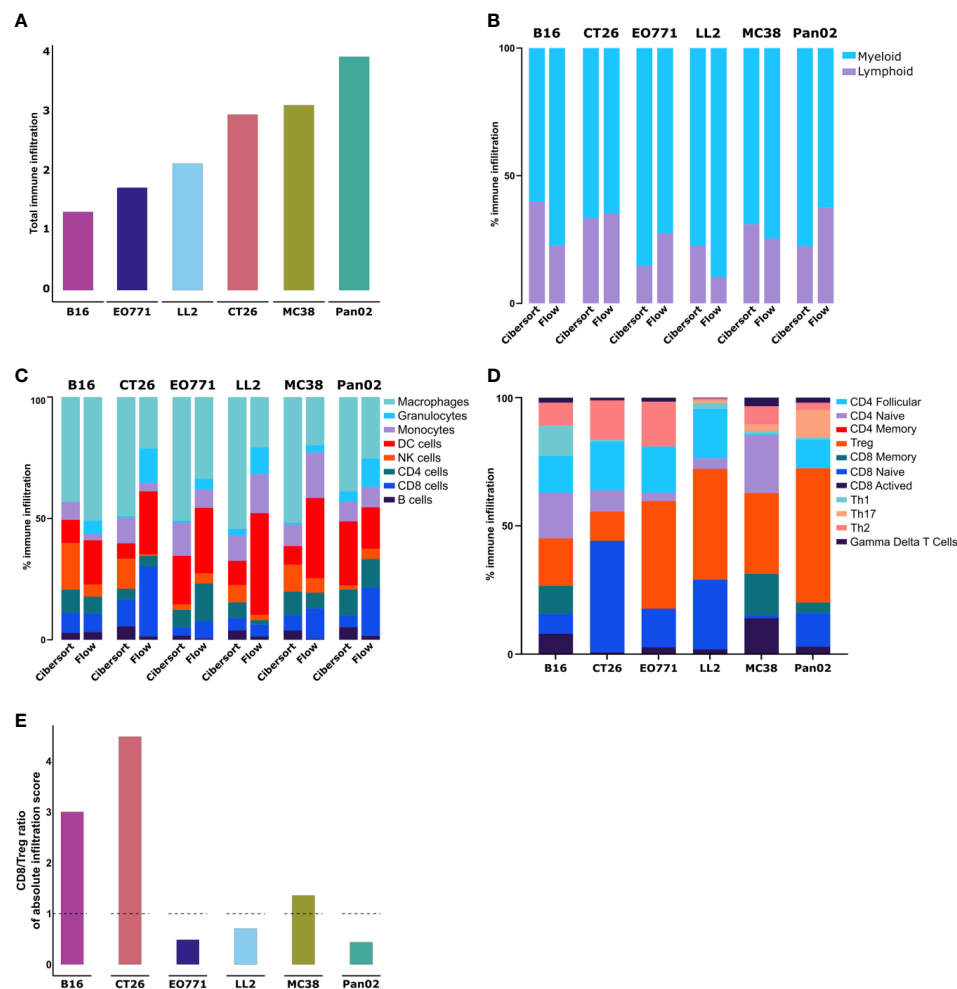 A
Total immune infiltration
4
3
2
1
0
B16 EO771 LL2 CT26 MC38 Pan02
B
B16 CT26 EO771 LL2 MC38 Pan02
% immune infilitration
100
50
0
Cibersort Flow Cibersort Flow Cibersort Flow Cibersort Flow Cibersort Flow Cibersort Flow
Myeloid
Lymphoid
C
B16 CT26 EO771 LL2 MC38 Pan02
% immune infilitration
100
50
0
Cibersort Flow Cibersort Flow Cibersort Flow Cibersort Flow Cibersort Flow Cibersort Flow
Macrophages
Granulocytes
Monocytes
DC cells
NK cells
CD4 cells
CD8 cells
B cells
D
% immune infilitration
100
50
0
B16 CT26 EO771 LL2 MC38 Pan02
CD4 Follicular
CD4 Naive
CD4 Memory
Treg
CD8 Memory
CD8 Naive
CD8 Actived
Th1
Th17
Th2
Gamma Delta T Cells
E
CD8/Treg ratio
of absolute infiltration score
4
3
2
1
0
B16 CT26 EO771 LL2 MC38 Pan02